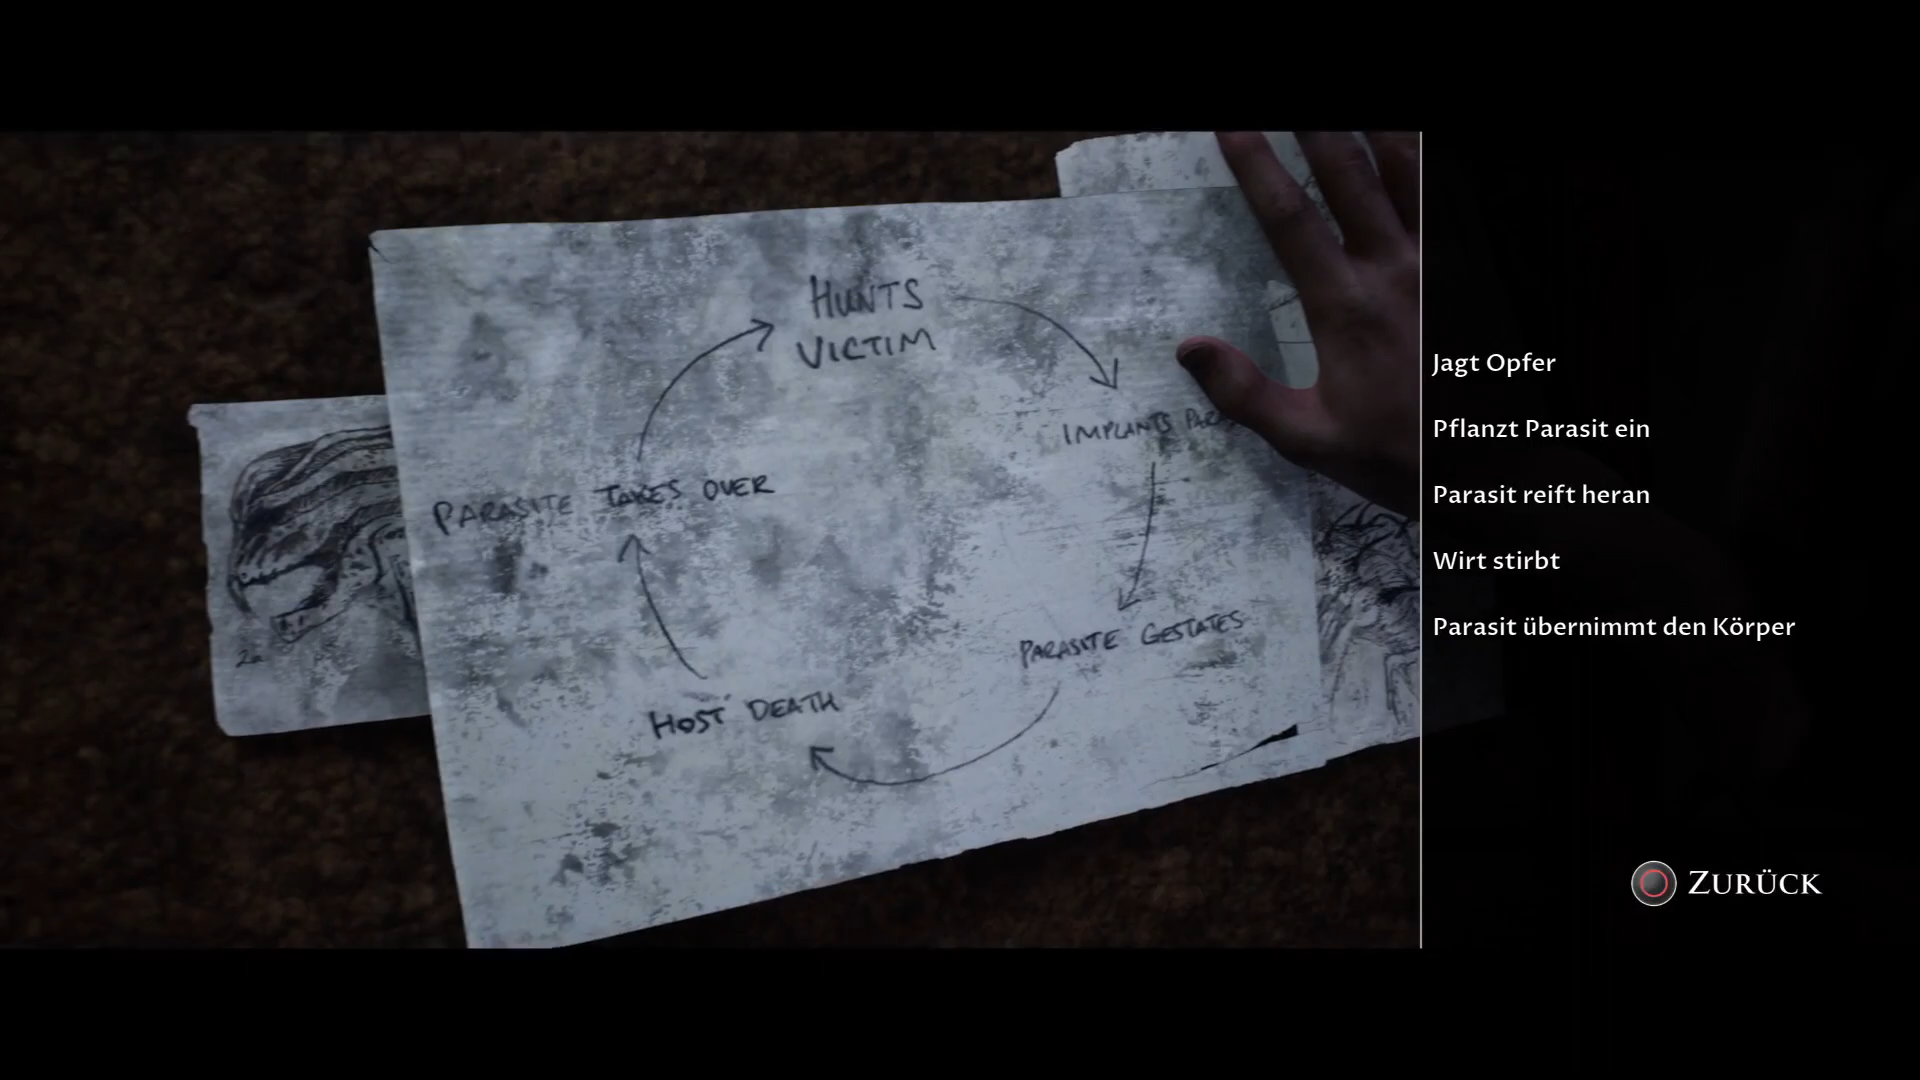 HUNTS
VICTIM
IMPLANTS
PARASITE TAKES OVER
PARASITE GESTATES
HOST DEATH
2a
Jagt Opfer
Pflanzt Parasit ein
Parasit reift heran
Wirt stirbt
Parasit übernimmt den Körper
ZURÜCK